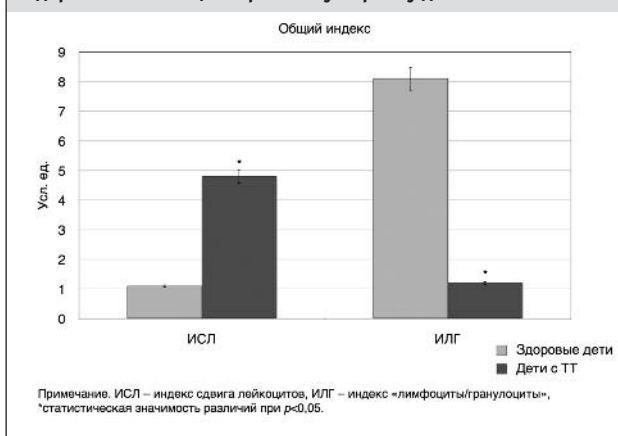 Общий индекс
9
8
7
6
5
4
3
2
1
0
Усл. ед.
*
*
ИСЛ
ИЛГ
Здоровые дети
Дети с ТТ
Примечание. ИСЛ – индекс сдвига лейкоцитов, ИЛГ – индекс «лимфоциты/гранулоциты»,
*статистическая значимость различий при p<0,05.